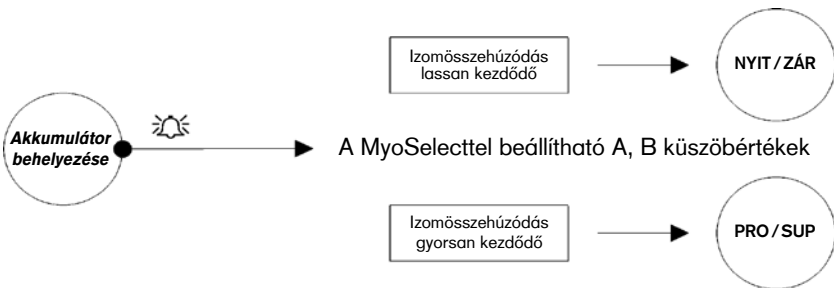 Izomösszehúzódás
lassan kezdődő
NYIT / ZÁR
Akkumulátor
behelyezése
A MyoSelecttel beállítható A, B küszöbértékek
Izomösszehúzódás
gyorsan kezdődő
PRO / SUP